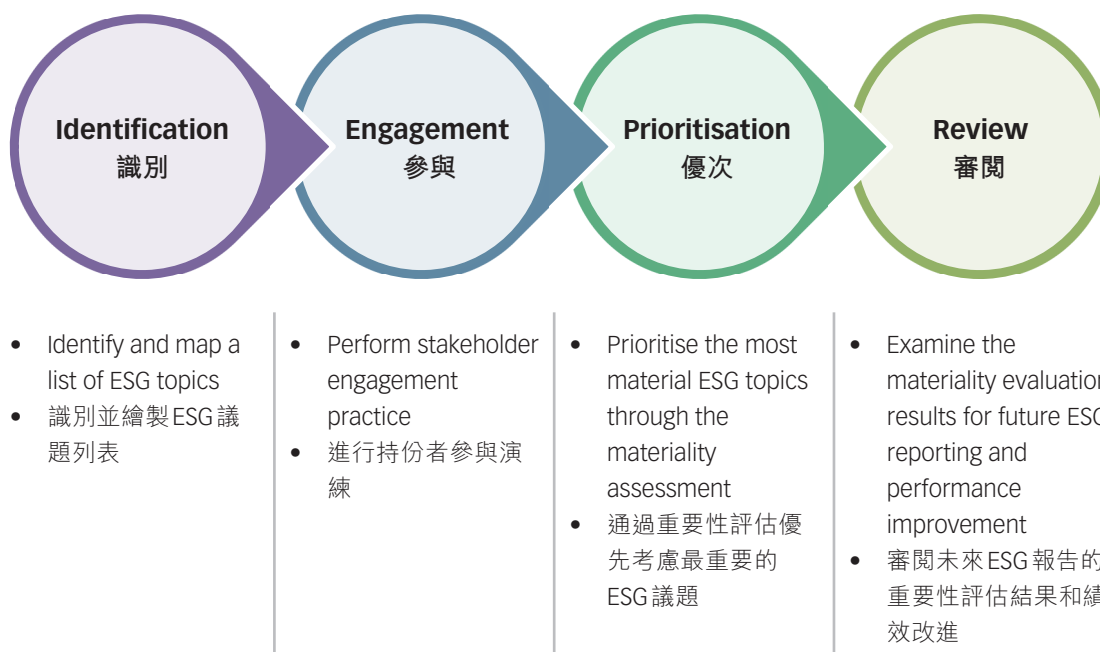 Identification
識別
Engagement
參與
Prioritisation
優次
Review
審閱
• Identify and map a
list of ESG topics
• 識別並繪製ESG議
題列表
• Perform stakeholder
engagement
practice
• 進行持份者參與演
練
• Prioritise the most
material ESG topics
through the
materiality
assessment
• 通過重要性評估優
先考慮最重要的
ESG議題
• Examine the
materiality evaluation
results for future ESG
reporting and
performance
improvement
• 審閱未來ESG報告的
重要性評估結果和績
效改進